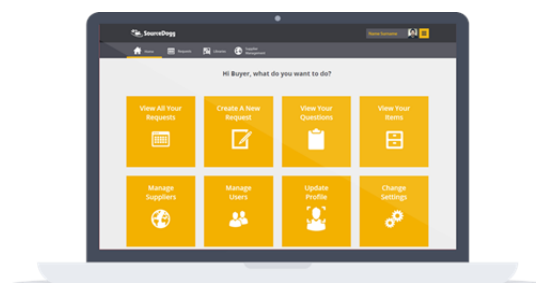 SourceDogg
Name Surname
Home Requests Libraries Supplier Management
Hi Buyer, what do you want to do?
View All Your Requests
Create A New Request
View Your Questions
View Your Items
Manage Suppliers
Manage Users
Update Profile
Change Settings